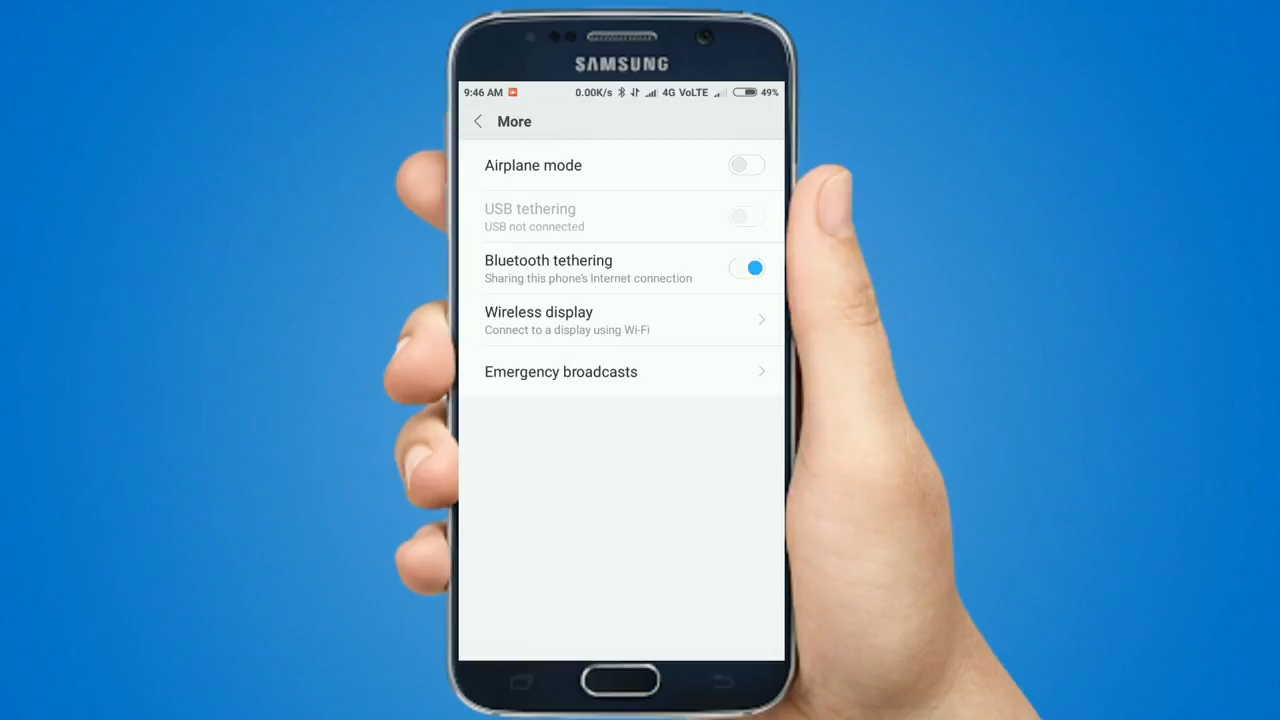 SAMSUNG
9:46 AM 0.00K/s 4G VoLTE 49%
More
Airplane mode
USB tethering
USB not connected
Bluetooth tethering
Sharing this phone's Internet connection
Wireless display
Connect to a display using Wi-Fi
Emergency broadcasts